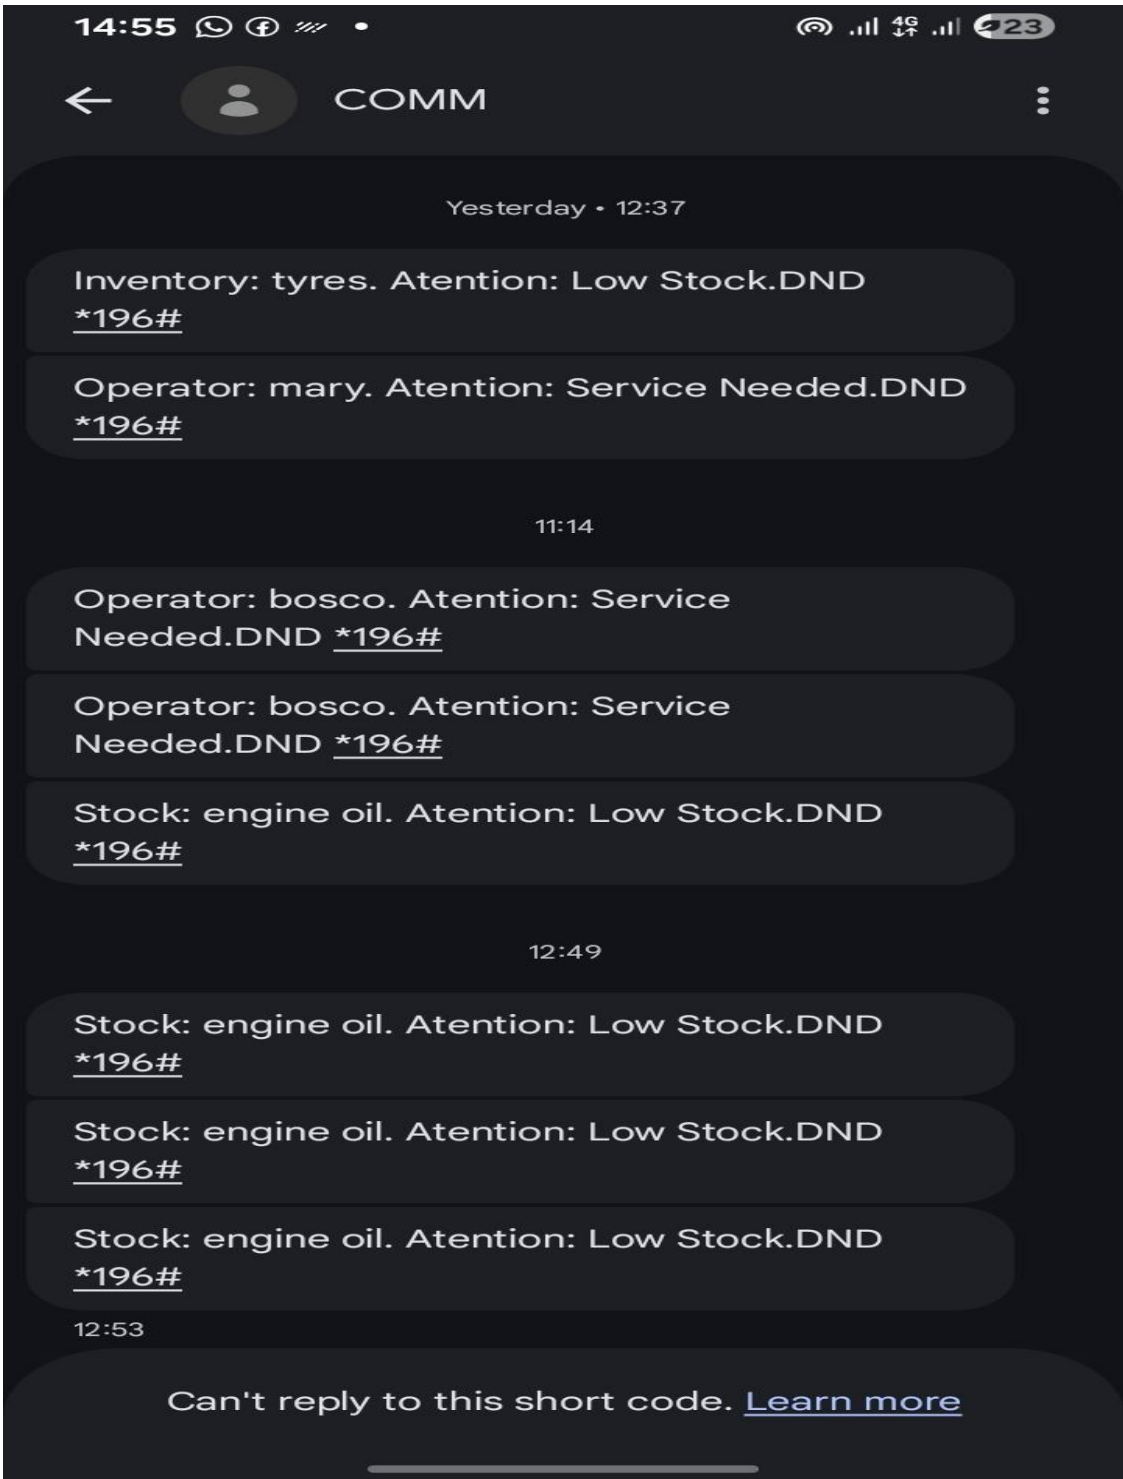 14:55 4G 23
COMM
Yesterday • 12:37
Inventory: tyres. Atention: Low Stock.DND
*196#
Operator: mary. Atention: Service Needed.DND
*196#
11:14
Operator: bosco. Atention: Service
Needed.DND *196#
Operator: bosco. Atention: Service
Needed.DND *196#
Stock: engine oil. Atention: Low Stock.DND
*196#
12:49
Stock: engine oil. Atention: Low Stock.DND
*196#
Stock: engine oil. Atention: Low Stock.DND
*196#
Stock: engine oil. Atention: Low Stock.DND
*196#
12:53
Can't reply to this short code. Learn more